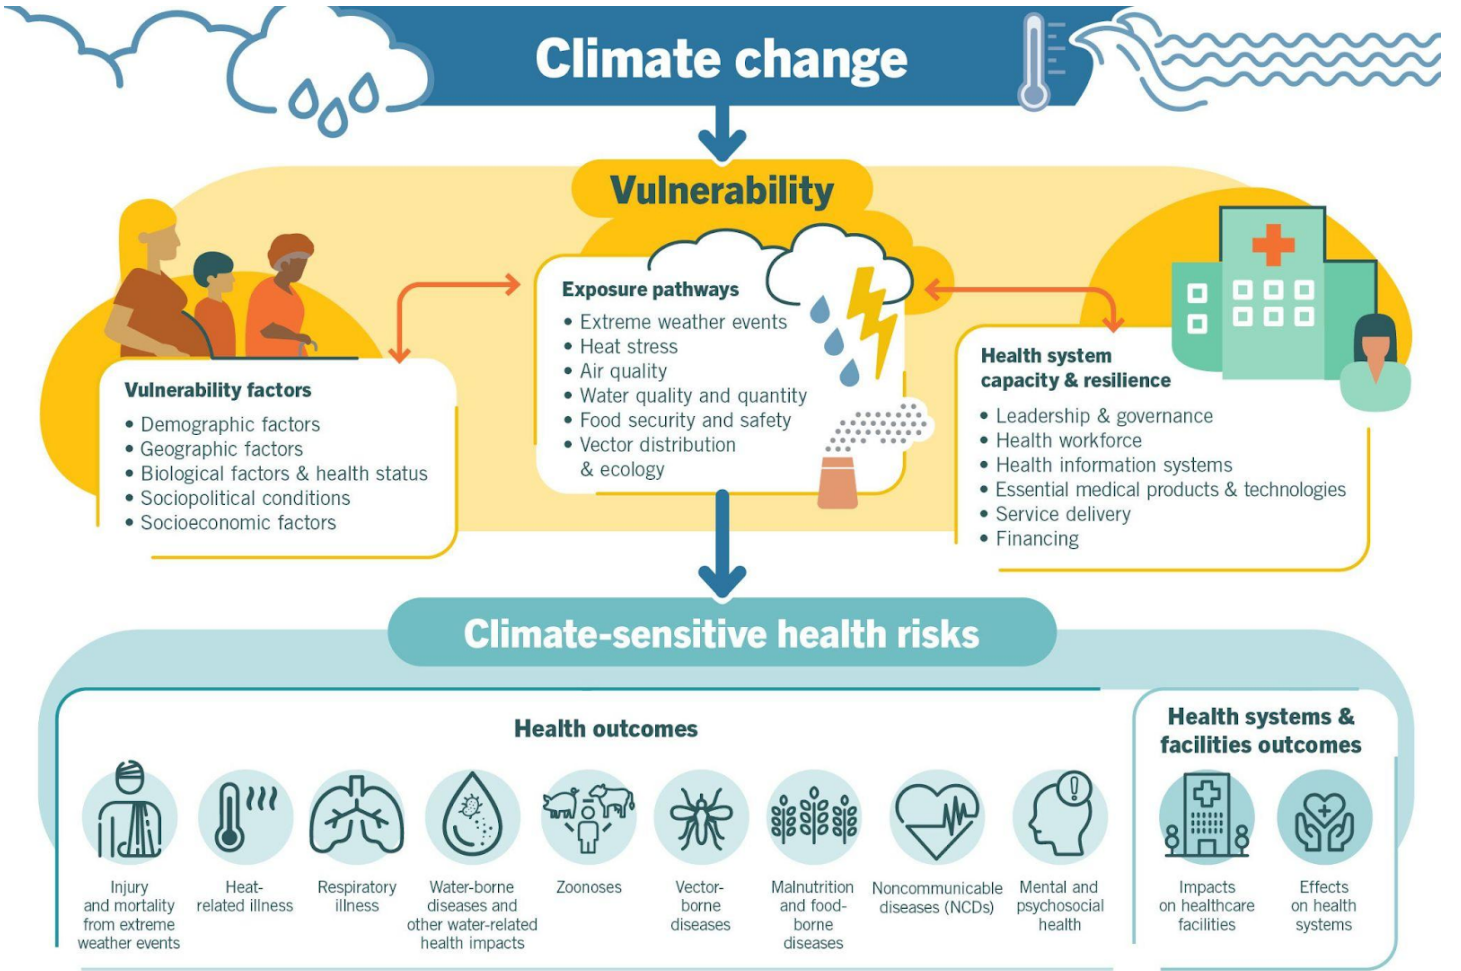 Climate change
Vulnerability
Vulnerability factors
• Demographic factors
• Geographic factors
• Biological factors & health status
• Sociopolitical conditions
• Socioeconomic factors
Exposure pathways
• Extreme weather events
• Heat stress
• Air quality
• Water quality and quantity
• Food security and safety
• Vector distribution
& ecology
Health system
capacity & resilience
• Leadership & governance
• Health workforce
• Health information systems
• Essential medical products & technologies
• Service delivery
• Financing
Climate-sensitive health risks
Health outcomes
Injury
and mortality
from extreme
weather events
Heat-
related illness
Respiratory
illness
Water-borne
diseases and
other water-related
health impacts
Zoonoses
Vector-
borne
diseases
Malnutrition
and food-
borne
diseases
Noncommunicable
diseases (NCDs)
Mental and
psychosocial
health
Health systems &
facilities outcomes
Impacts
on healthcare
facilities
Effects
on health
systems